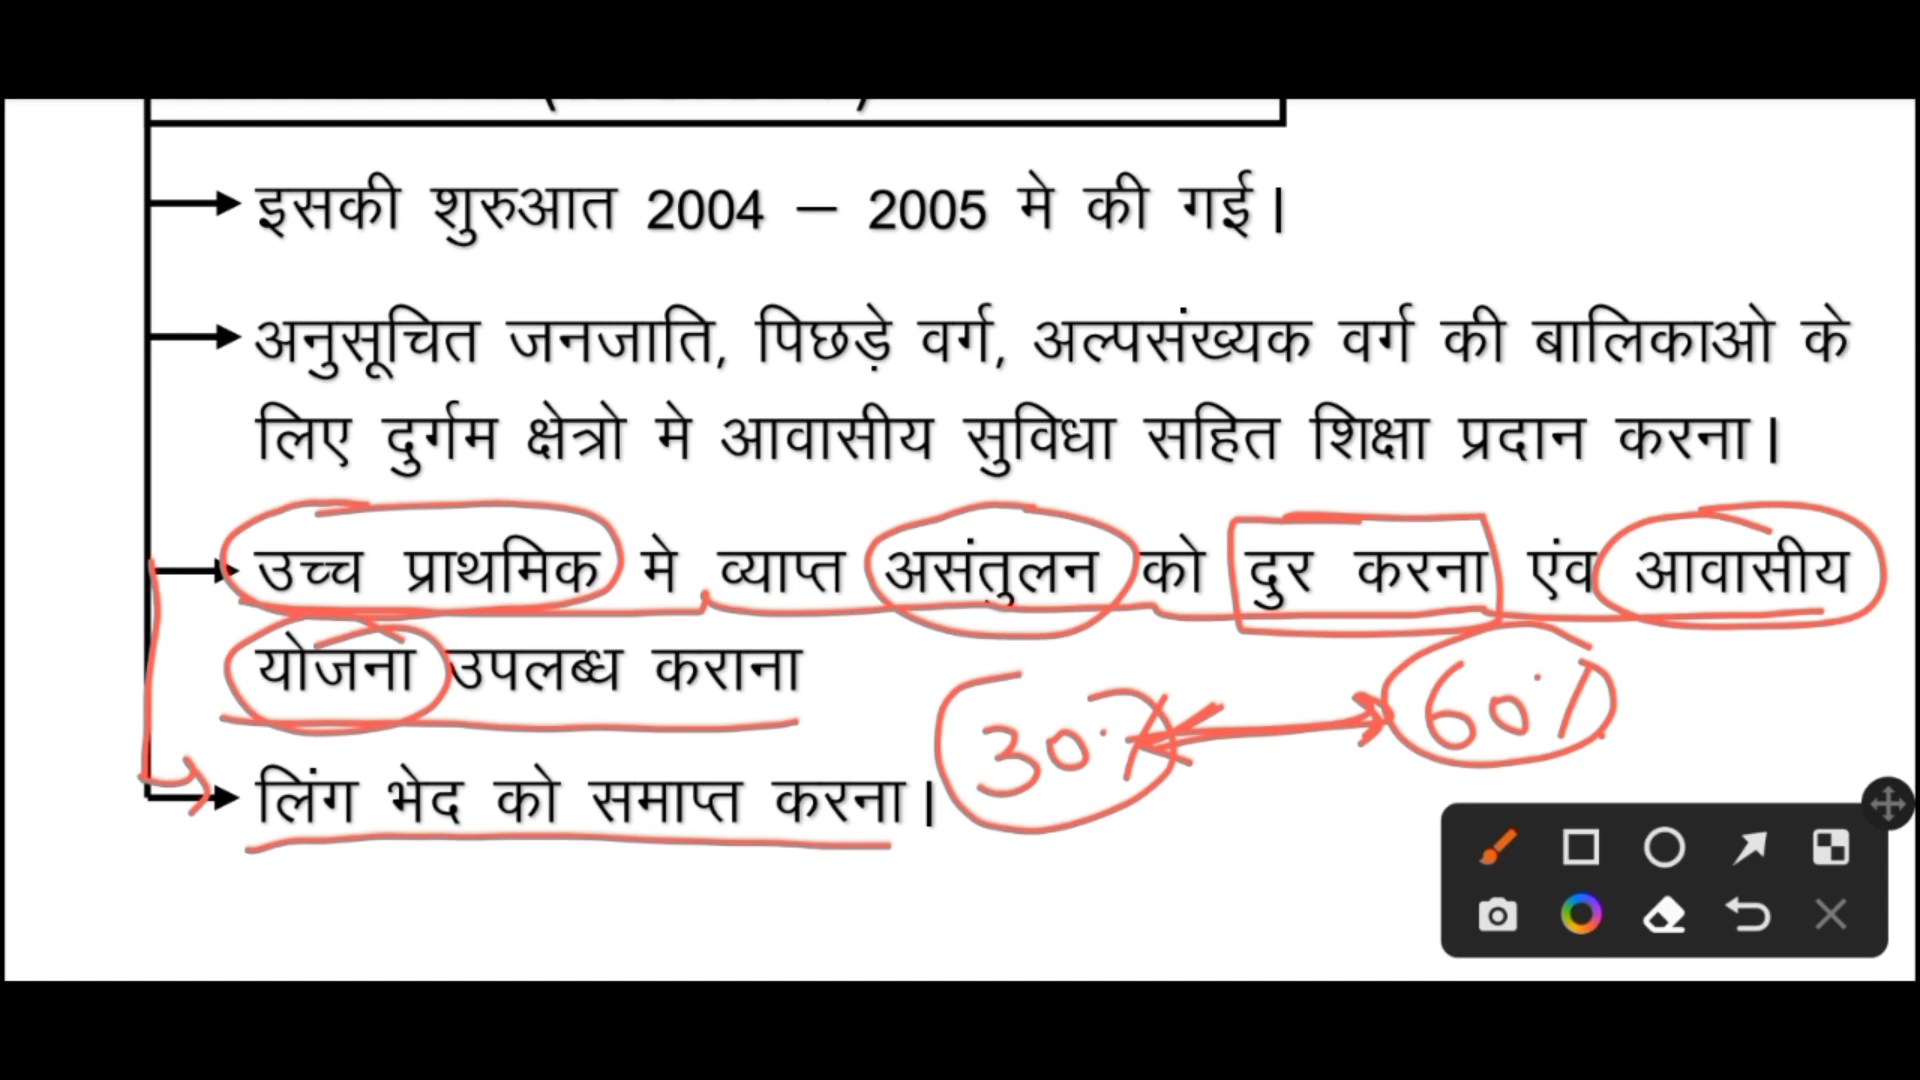 इसकी शुरुआत 2004 – 2005 मे की गई।
अनुसूचित जनजाति, पिछड़े वर्ग, अल्पसंख्यक वर्ग की बालिकाओ के
लिए दुर्गम क्षेत्रो मे आवासीय सुविधा सहित शिक्षा प्रदान करना।
उच्च प्राथमिक मे व्याप्त असंतुलन को दुर करना एंव आवासीय
योजना उपलब्ध कराना
30% 60%
लिंग भेद को समाप्त करना।